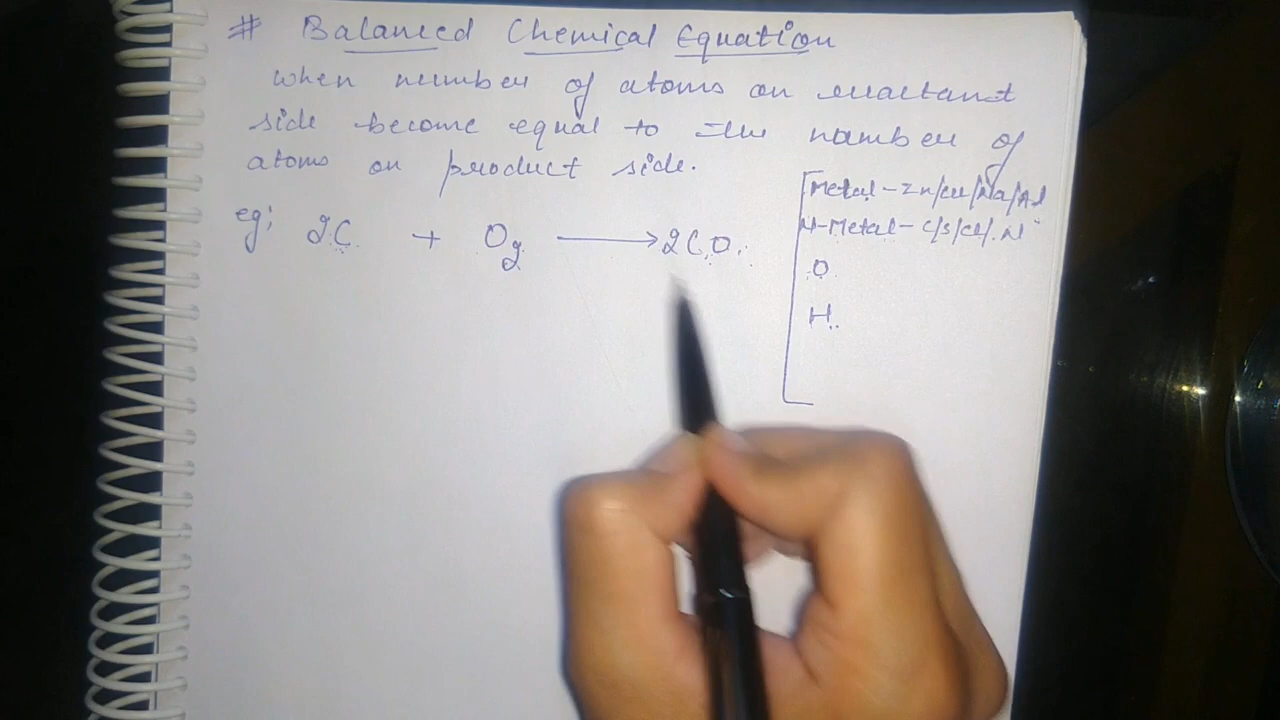 # Balanced Chemical Equation
when number of atoms on reactant
side become equal to the number of
atoms on product side.
eg; 2C + O2 → 2CO
Metal - Zn/Cu/Na/Al
N-Metal - C/S/Cl/N
O
H